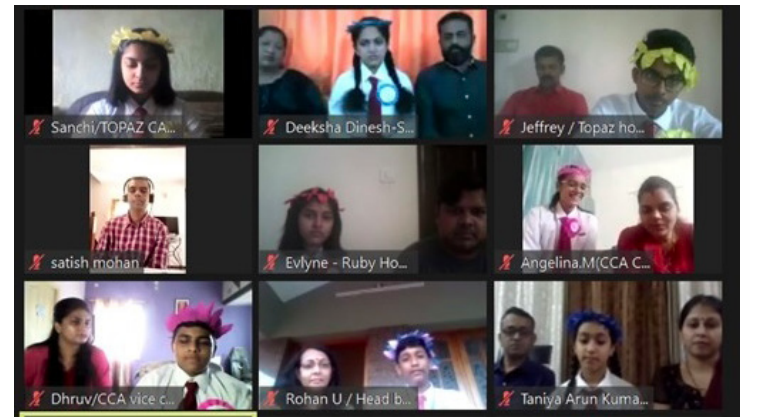 Sanchi/TOPAZ CA...
Deeksha Dinesh-S...
Jeffrey / Topaz ho...
satish mohan
Evlyne - Ruby Ho...
Angelina.M(CCA C...
Dhruv/CCA vice c...
Rohan U / Head b...
Taniya Arun Kuma...